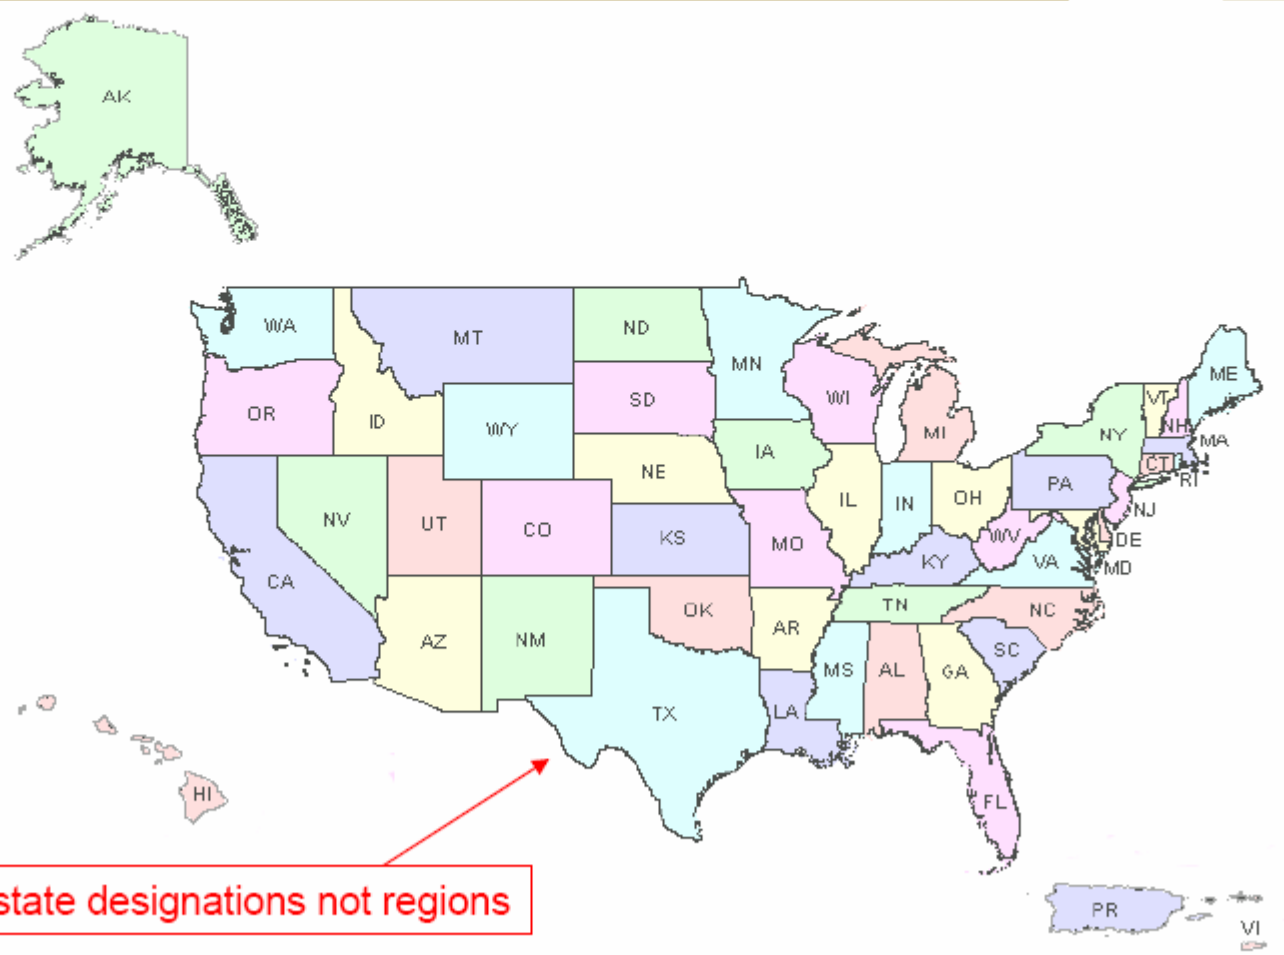 AK
WA
MT
ND
MN
ME
OR
ID
SD
WI
MI
VT
NH
NY
MA
WY
IA
CT
RI
NE
PA
NV
UT
CO
IL
IN
OH
NJ
KS
MO
WV
DE
CA
KY
VA
MD
AZ
NM
OK
AR
TN
NC
SC
MS
AL
GA
TX
LA
HI
FL
state designations not regions
PR
VI